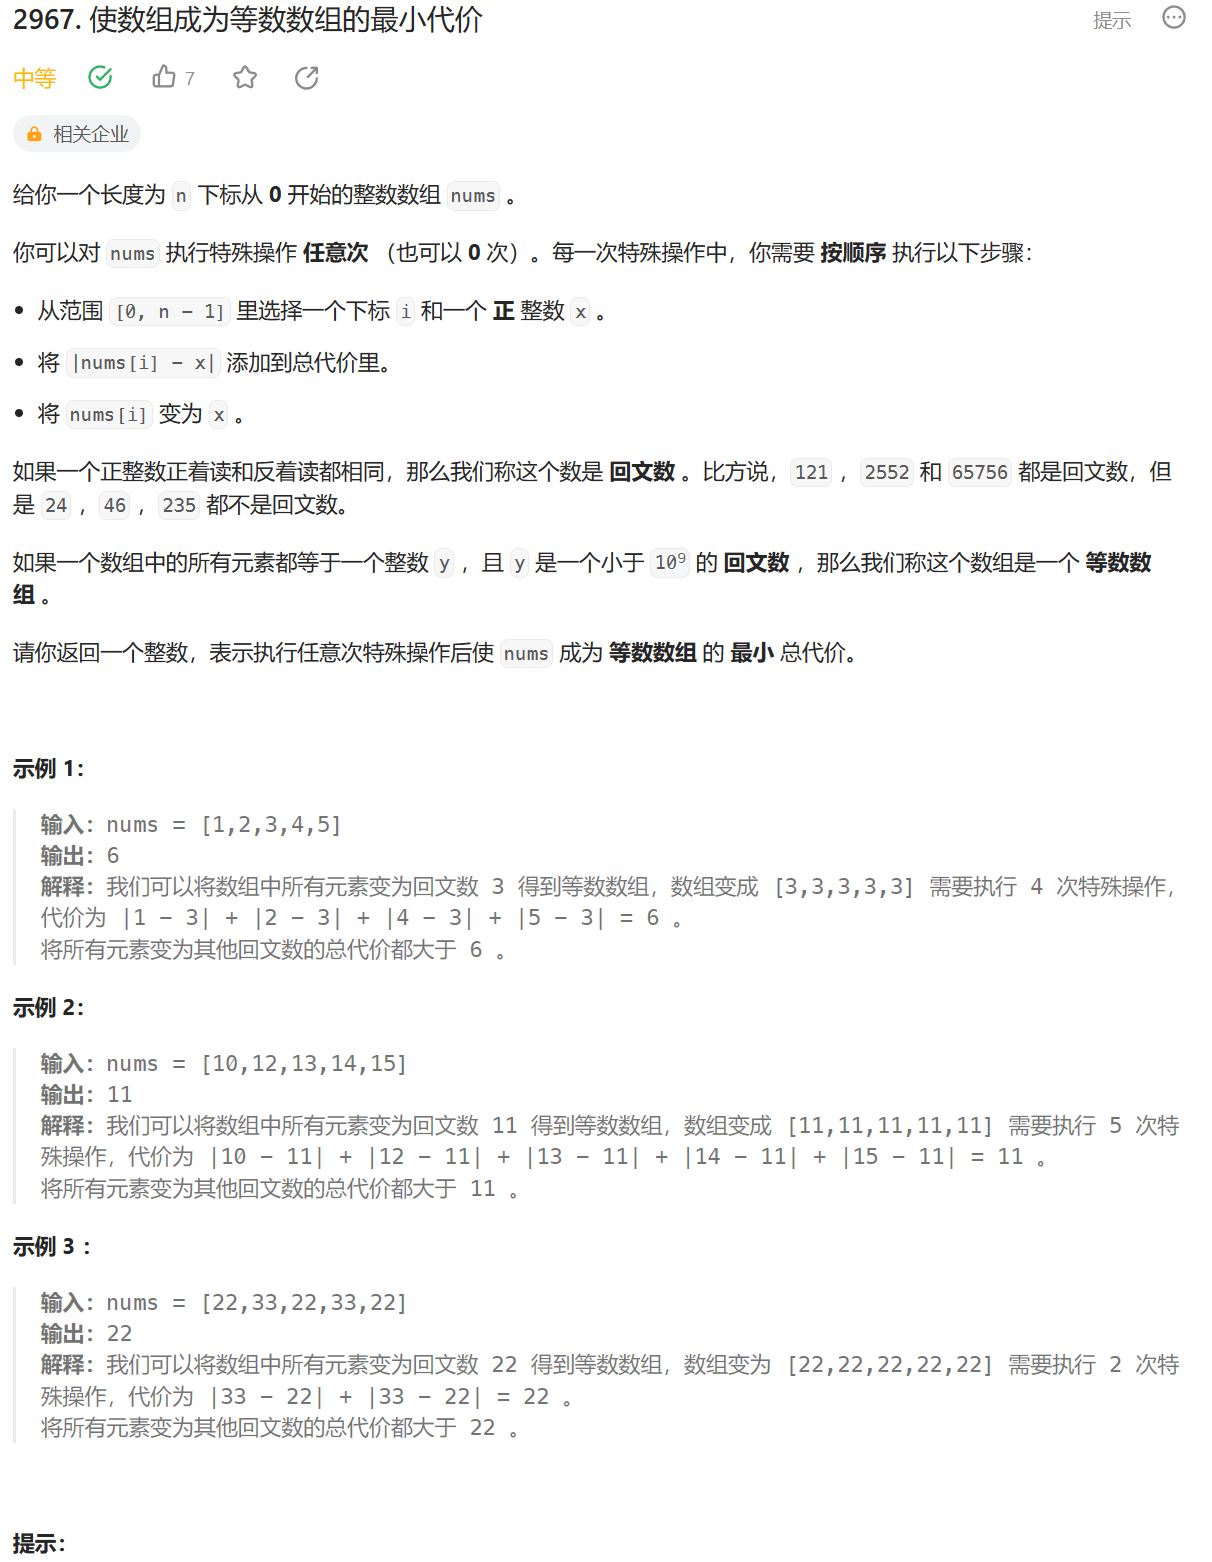 2967. 使数组成为等数数组的最小代价
提示
中等
7
相关企业
给你一个长度为 n 下标从 0 开始的整数数组 nums 。
你可以对 nums 执行特殊操作 任意次 （也可以 0 次）。每一次特殊操作中，你需要 按顺序 执行以下步骤：
从范围 [0, n - 1] 里选择一个下标 i 和一个 正 整数 x 。
将 |nums[i] - x| 添加到总代价里。
将 nums[i] 变为 x 。
如果一个正整数正着读和反着读都相同，那么我们称这个数是 回文数 。比方说，121 ，2552 和 65756 都是回文数，但
是 24 ，46 ，235 都不是回文数。
如果一个数组中的所有元素都等于一个整数 y ，且 y 是一个小于 10⁹ 的 回文数 ，那么我们称这个数组是一个 等数数
组 。
请你返回一个整数，表示执行任意次特殊操作后使 nums 成为 等数数组 的 最小 总代价。
示例 1：
输入：nums = [1,2,3,4,5]
输出：6
解释：我们可以将数组中所有元素变为回文数 3 得到等数数组，数组变成 [3,3,3,3,3] 需要执行 4 次特殊操作，
代价为 |1 - 3| + |2 - 3| + |4 - 3| + |5 - 3| = 6 。
将所有元素变为其他回文数的总代价都大于 6 。
示例 2：
输入：nums = [10,12,13,14,15]
输出：11
解释：我们可以将数组中所有元素变为回文数 11 得到等数数组，数组变成 [11,11,11,11,11] 需要执行 5 次特
殊操作，代价为 |10 - 11| + |12 - 11| + |13 - 11| + |14 - 11| + |15 - 11| = 11 。
将所有元素变为其他回文数的总代价都大于 11 。
示例 3 ：
输入：nums = [22,33,22,33,22]
输出：22
解释：我们可以将数组中所有元素变为回文数 22 得到等数数组，数组变为 [22,22,22,22,22] 需要执行 2 次特
殊操作，代价为 |33 - 22| + |33 - 22| = 22 。
将所有元素变为其他回文数的总代价都大于 22 。
提示：